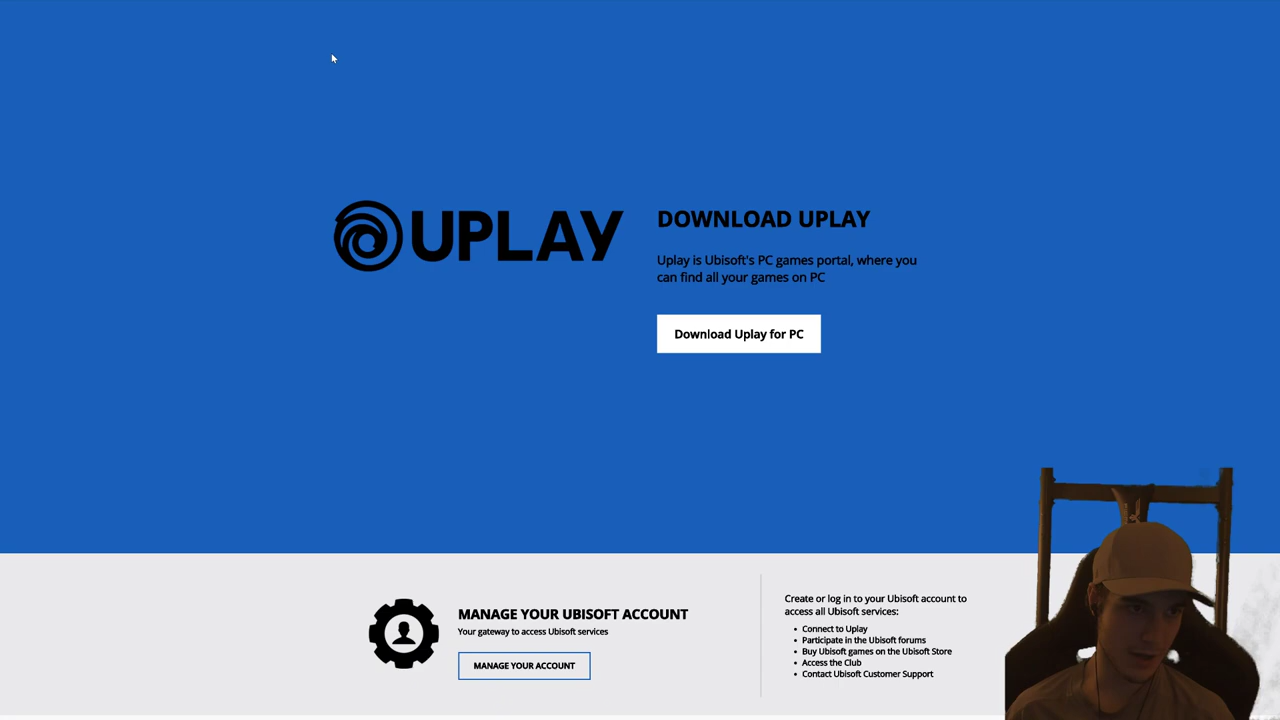 UPLAY
DOWNLOAD UPLAY
Uplay is Ubisoft's PC games portal, where you
can find all your games on PC
Download Uplay for PC
MANAGE YOUR UBISOFT ACCOUNT
Your gateway to access Ubisoft services
MANAGE YOUR ACCOUNT
Create or log in to your Ubisoft account to
access all Ubisoft services:
• Connect to Uplay
• Participate in the Ubisoft forums
• Buy Ubisoft games on the Ubisoft Store
• Access the Club
• Contact Ubisoft Customer Support